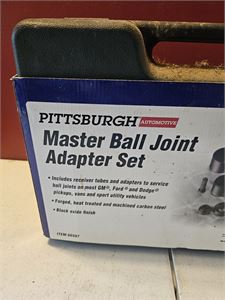 PITTSBURGH AUTOMOTIVE
Master Ball Joint
Adapter Set
• Includes receiver tubes and adapters to service
ball joints on most GM®, Ford® and Dodge®
pickups, vans and sport utility vehicles
• Forged, heat treated and machined carbon steel
• Black oxide finish